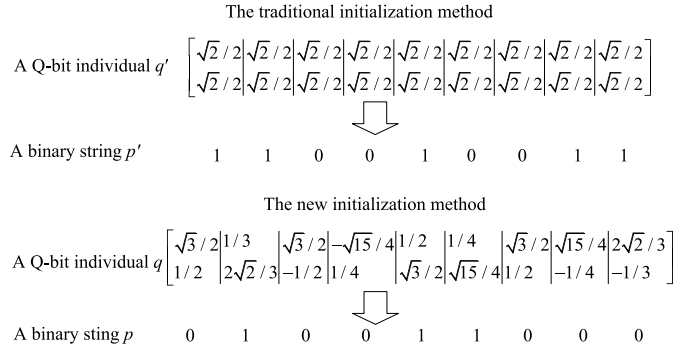 The traditional initialization method
A Q-bit individual q′ [√2 / 2|√2 / 2|√2 / 2|√2 / 2|√2 / 2|√2 / 2|√2 / 2|√2 / 2|√2 / 2
√2 / 2|√2 / 2|√2 / 2|√2 / 2|√2 / 2|√2 / 2|√2 / 2|√2 / 2|√2 / 2]
A binary string p′ 1 1 0 0 1 0 0 1 1
The new initialization method
A Q-bit individual q [√3 / 2|1 / 3|√3 / 2|−√15 / 4|1 / 2|1 / 4|√3 / 2|√15 / 4|2√2 / 3
1 / 2|2√2 / 3|−1 / 2|1 / 4|√3 / 2|√15 / 4|1 / 2|−1 / 4|−1 / 3]
A binary sting p 0 1 0 0 1 1 0 0 0